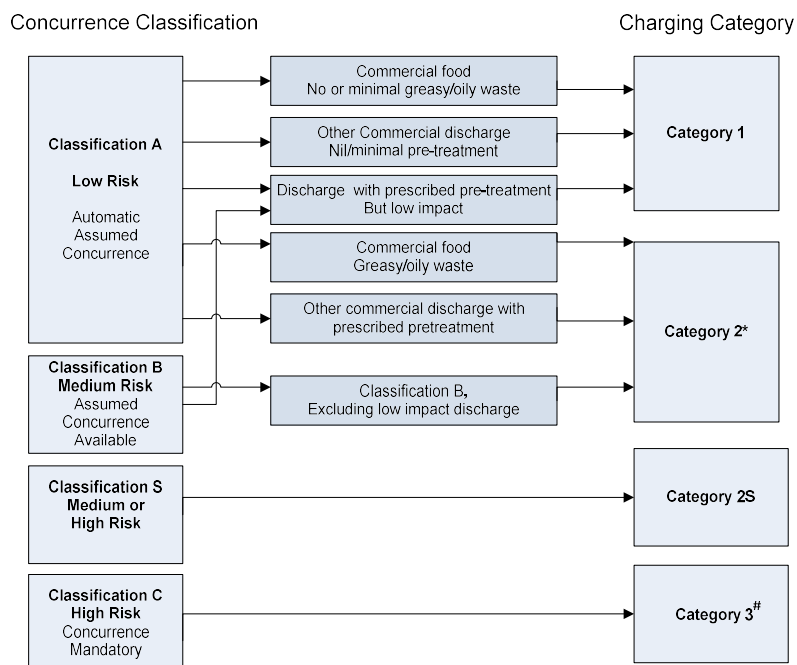 Concurrence Classification
Charging Category
Classification A
Low Risk
Automatic
Assumed
Concurrence
Commercial food
No or minimal greasy/oily waste
Other Commercial discharge
Nil/minimal pre-treatment
Discharge with prescribed pre-treatment
But low impact
Commercial food
Greasy/oily waste
Other commercial discharge with
prescribed pretreatment
Category 1
Category 2*
Classification B
Medium Risk
Assumed
Concurrence
Available
Classification B,
Excluding low impact discharge
Classification S
Medium or
High Risk
Category 2S
Classification C
High Risk
Concurrence
Mandatory
Category 3#